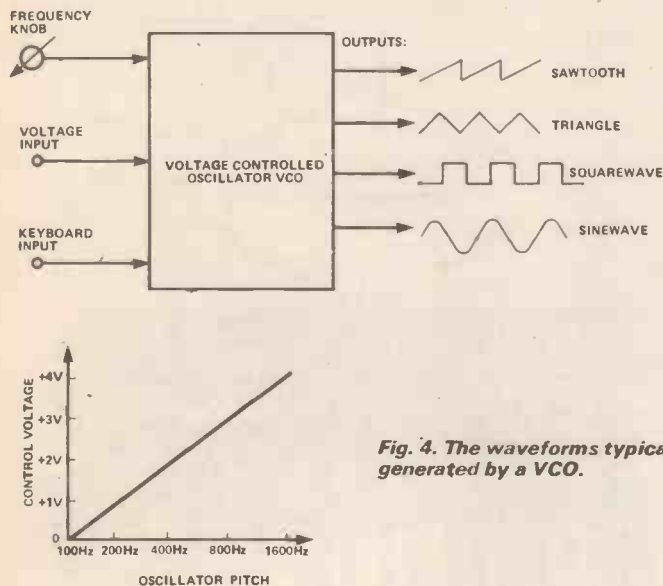 FREQUENCY
KNOB
VOLTAGE
INPUT
KEYBOARD
INPUT
VOLTAGE CONTROLLED
OSCILLATOR VCO
OUTPUTS:
SAWTOOTH
TRIANGLE
SQUAREWAVE
SINEWAVE
CONTROL VOLTAGE
+4V
+3V
+2V
+1V
0
100Hz 200Hz 400Hz 800Hz 1600Hz
OSCILLATOR PITCH
Fig. 4. The waveforms typica
generated by a VCO.